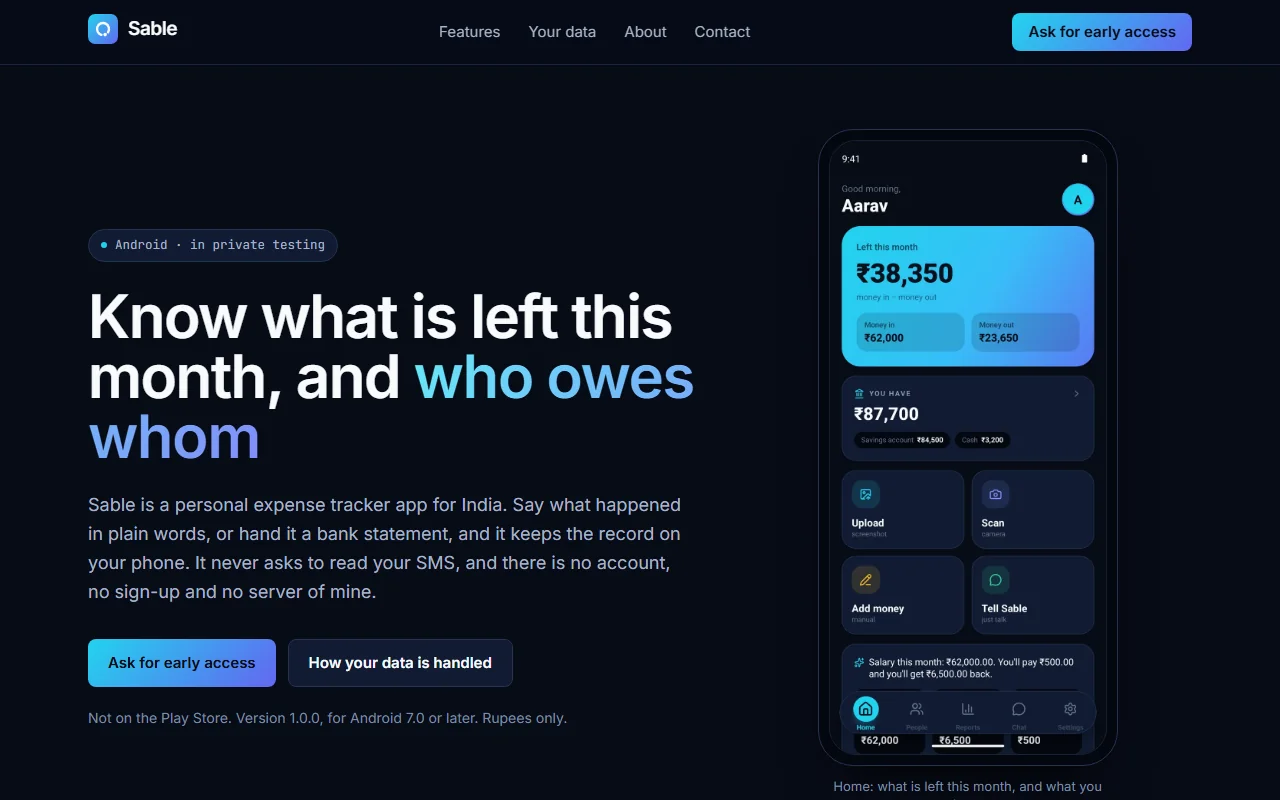 Sable
Features
Your data
About
Contact
Ask for early access
Android · in private testing
Know what is left this
month, and who owes
whom
Sable is a personal expense tracker app for India. Say what happened
in plain words, or hand it a bank statement, and it keeps the record on
your phone. It never asks to read your SMS, and there is no account,
no sign-up and no server of mine.
Ask for early access
How your data is handled
Not on the Play Store. Version 1.0.0, for Android 7.0 or later. Rupees only.
9:41
Good morning,
Aarav
A
Left this month
₹38,350
money in − money out
Money in
₹62,000
Money out
₹23,650
YOU HAVE
₹87,700
Savings account ₹84,500
Cash ₹3,200
Upload
screenshot
Scan
camera
Add money
manual
Tell Sable
just talk
Salary this month: ₹62,000.00. You'll pay ₹500.00
and you'll get ₹6,500.00 back.
Home
People
Reports
Chat
Settings
₹62,000
₹6,500
₹500
Home: what is left this month, and what you